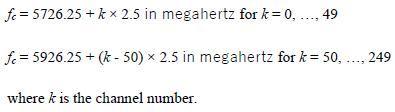 fc = 5726.25 + k × 2.5 in megahertz for k = 0, …, 49
fc = 5926.25 + (k - 50) × 2.5 in megahertz for k = 50, …, 249
where k is the channel number.